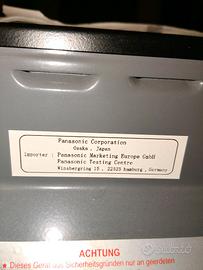 Panasonic Corporation
Osaka, Japan
Importer : Panasonic Marketing Europe GmbH
Panasonic Testing Centre
Winsbergring 15, 22525 Hamburg, Germany
ACHTUNG
• Dieses Gerät aus Sicherheitsgründen nur an geerdeten
subito